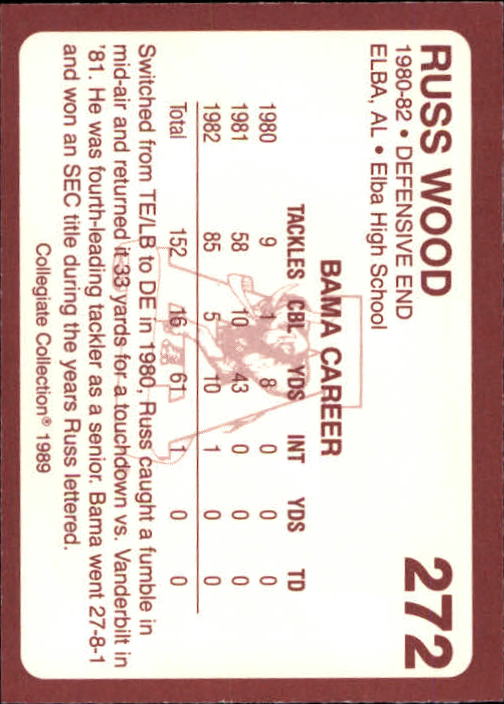 RUSS WOOD 272
1980-82 • DEFENSIVE END
ELBA, AL • Elba High School
BAMA CAREER
TACKLES CBL YDS INT YDS TD
1980 9 1 8 0 0 0
1981 58 10 43 0 0 0
1982 85 5 10 1 0 0
Total 152 16 61 1 0 0
Switched from TE/LB to DE in 1980, Russ caught a fumble in
mid-air and returned it 33 yards for a touchdown vs. Vanderbilt in
'81. He was fourth-leading tackler as a senior. Bama went 27-8-1
and won an SEC title during the years Russ lettered.
Collegiate Collection® 1989